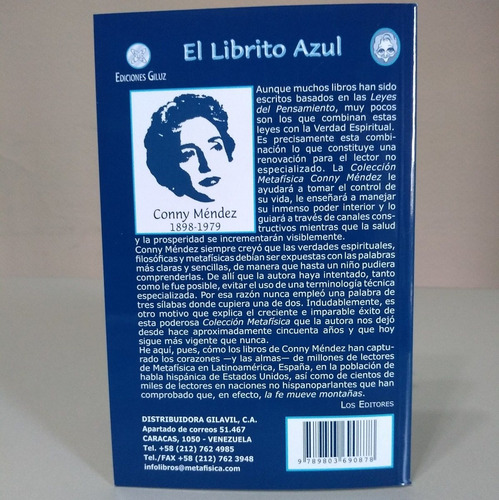 El Librito Azul
EDICIONES GILUZ
Conny Méndez
1898-1979
Aunque muchos libros han sido
escritos basados en las Leyes
del Pensamiento, muy pocos
son los que combinan estas
leyes con la Verdad Espiritual.
Es precisamente esta combi-
nación lo que constituye una
renovación para el lector no
especializado. La Colección
Metafísica Conny Méndez le
ayudará a tomar el control de
su vida, le enseñará a manejar
su inmenso poder interior y lo
guiará a través de canales cons-
tructivos mientras que la salud
y la prosperidad se incrementarán visiblemente.
Conny Méndez siempre creyó que las verdades espirituales,
filosóficas y metafísicas debían ser expuestas con las palabras
más claras y sencillas, de manera que hasta un niño pudiera
comprenderlas. De allí que la autora haya intentado, tanto
como le fue posible, evitar el uso de una terminología técnica
especializada. Por esa razón nunca empleó una palabra de
tres sílabas donde cupiera una de dos. Indudablemente, es
otro motivo que explica el creciente e imparable éxito de
esta poderosa Colección Metafísica que la autora nos dejó
desde hace aproximadamente cincuenta años y que hoy
sigue más vigente que nunca.
He aquí, pues, cómo los libros de Conny Méndez han captu-
rado los corazones —y las almas— de millones de lectores
de Metafísica en Latinoamérica, España, en la población de
habla hispánica de Estados Unidos, así como de cientos de
miles de lectores en naciones no hispanoparlantes que han
comprobado que, en efecto, la fe mueve montañas.
LOS EDITORES
DISTRIBUIDORA GILAVIL, C.A.
Apartado de correos 51.467
CARACAS, 1050 - VENEZUELA
Tel. +58 (212) 762 4985
Tel./FAX +58 (212) 762 3948
infolibros@metafisica.com
9 789803 690878